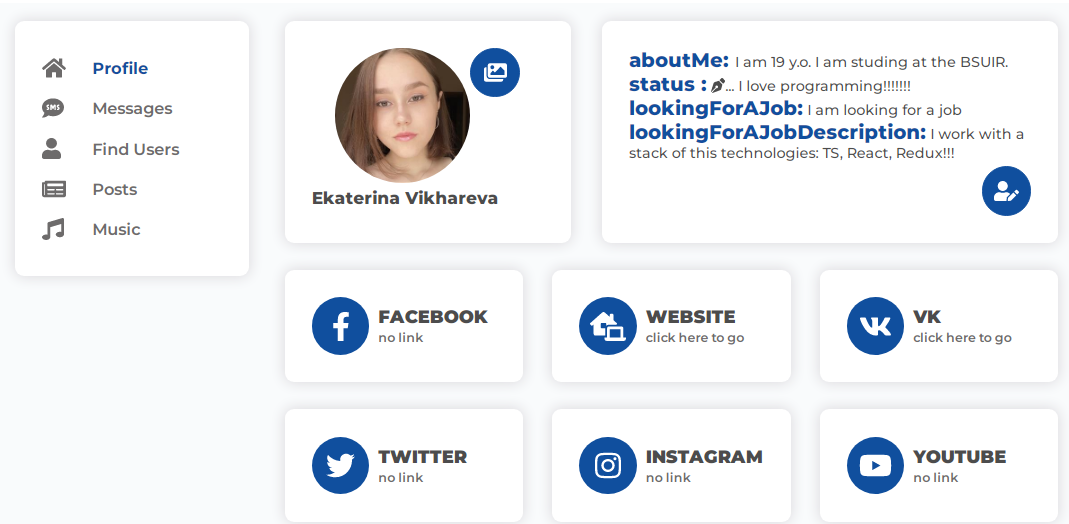 Profile
Messages
Find Users
Posts
Music
Ekaterina Vikhareva
aboutMe: I am 19 y.o. I am studing at the BSUIR.
status : ... I love programming!!!!!!!
lookingForAJob: I am looking for a job
lookingForAJobDescription: I work with a
stack of this technologies: TS, React, Redux!!!
FACEBOOK
no link
WEBSITE
click here to go
VK
click here to go
TWITTER
no link
INSTAGRAM
no link
YOUTUBE
no link